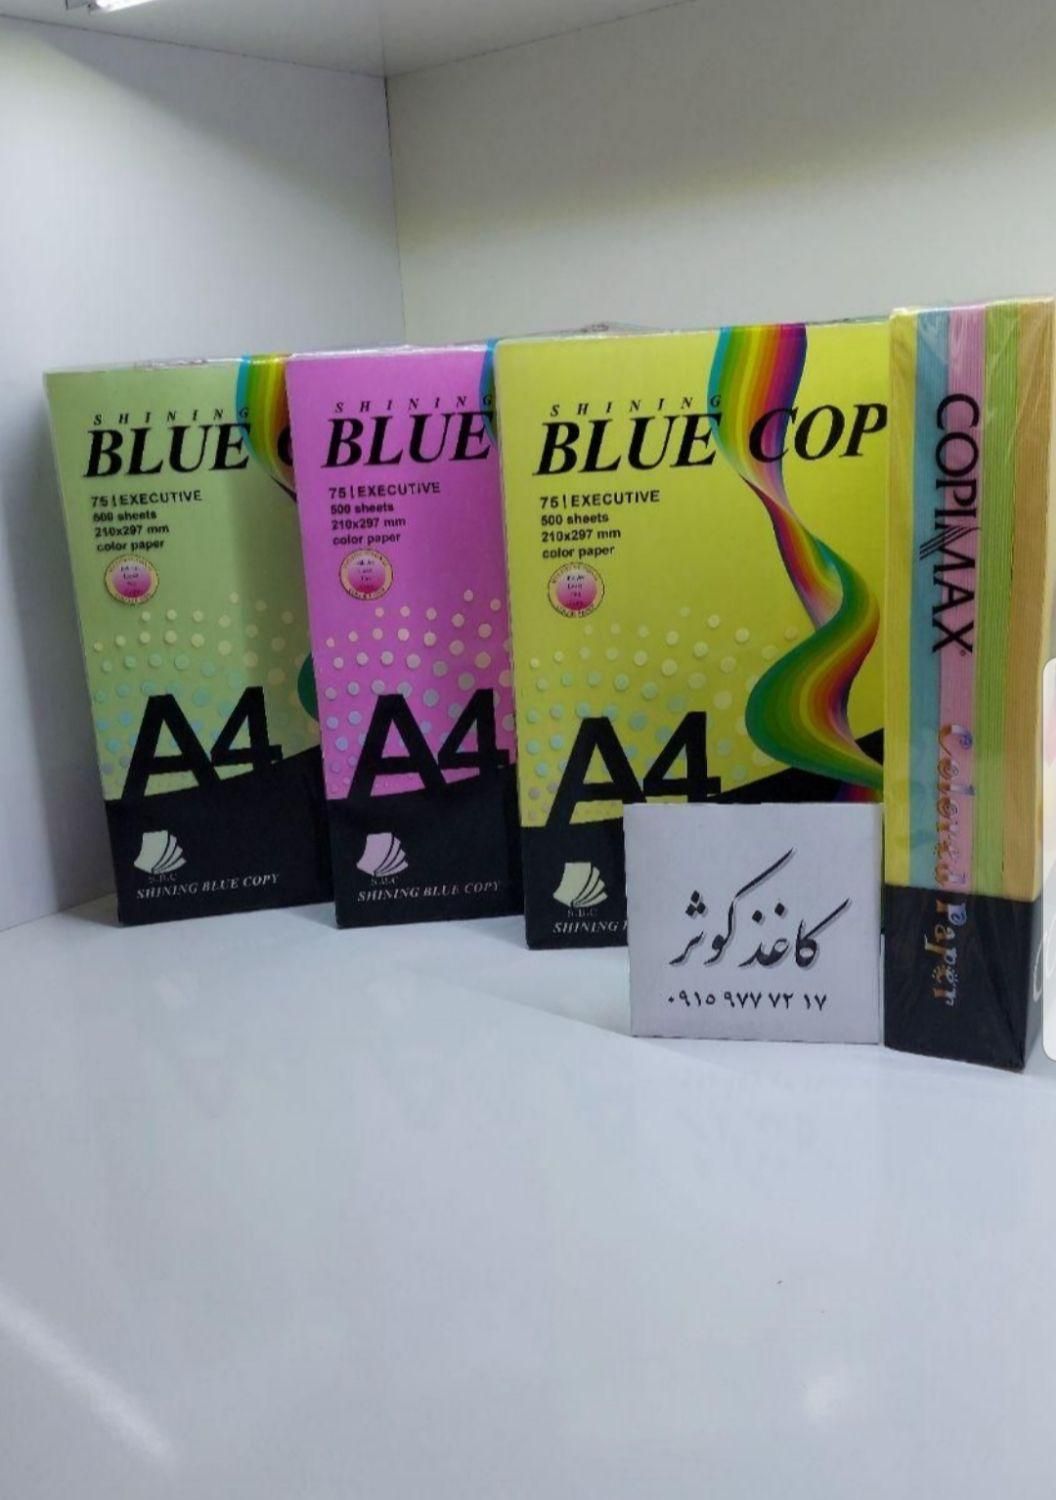 SHINING
BLUE C
75 | EXECUTIVE
500 sheets
210x297 mm
color paper
A4
S.B.C
SHINING BLUE COPY
SHINING
BLUE
75 | EXECUTIVE
500 sheets
210x297 mm
color paper
A4
S.B.C
SHINING BLUE COPY
SHINING
BLUE COP
75 | EXECUTIVE
500 sheets
210x297 mm
color paper
A4
S.B.C
SHINING
کاغذ کوثر
۰۹۱۵ ۹۷۷ ۷۲ ۱۷
COPIMAX
Colored Paper